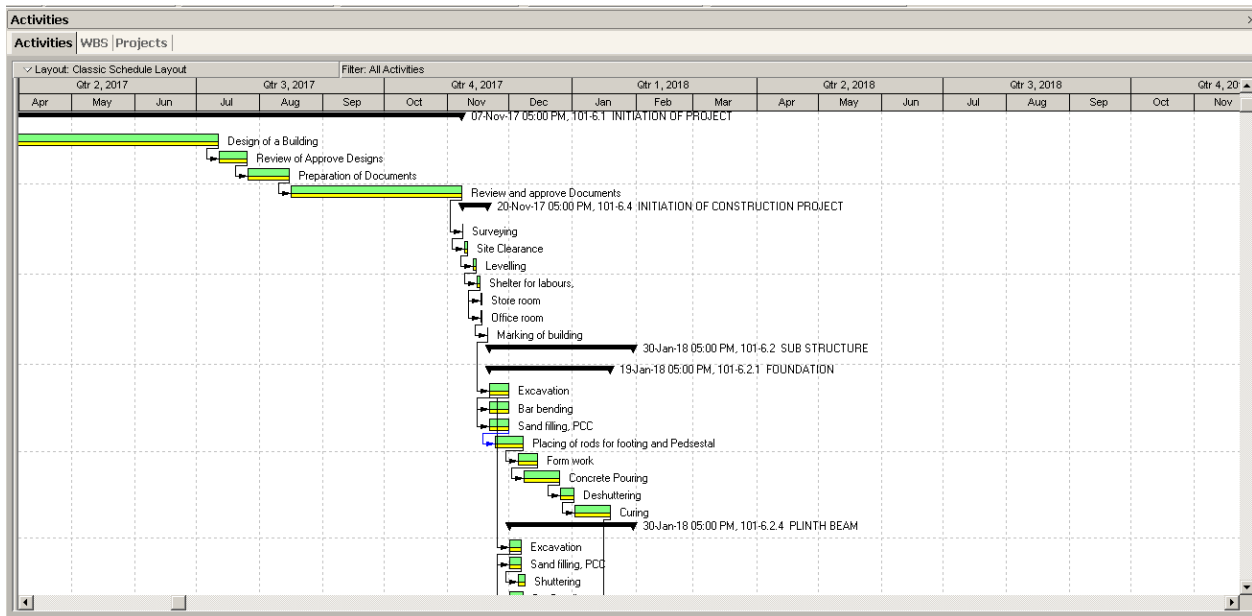 Activities
Activities WBS Projects
Layout: Classic Schedule Layout Filter: All Activities
Qtr 2, 2017 Qtr 3, 2017 Qtr 4, 2017 Qtr 1, 2018 Qtr 2, 2018 Qtr 3, 2018 Qtr 4, 20
Apr May Jun Jul Aug Sep Oct Nov Dec Jan Feb Mar Apr May Jun Jul Aug Sep Oct Nov
07-Nov-17 05:00 PM, 101-6.1 INITIATION OF PROJECT
Design of a Building
Review of Approve Designs
Preparation of Documents
Review and approve Documents
20-Nov-17 05:00 PM, 101-6.4 INITIATION OF CONSTRUCTION PROJECT
Surveying
Site Clearance
Levelling
Shelter for labours,
Store room
Office room
Marking of building
30-Jan-18 05:00 PM, 101-6.2 SUB STRUCTURE
19-Jan-18 05:00 PM, 101-6.2.1 FOUNDATION
Excavation
Bar bending
Sand filling, PCC
Placing of rods for footing and Pedsestal
Form work
Concrete Pouring
Deshuttering
Curing
30-Jan-18 05:00 PM, 101-6.2.4 PLINTH BEAM
Excavation
Sand filling, PCC
Shuttering